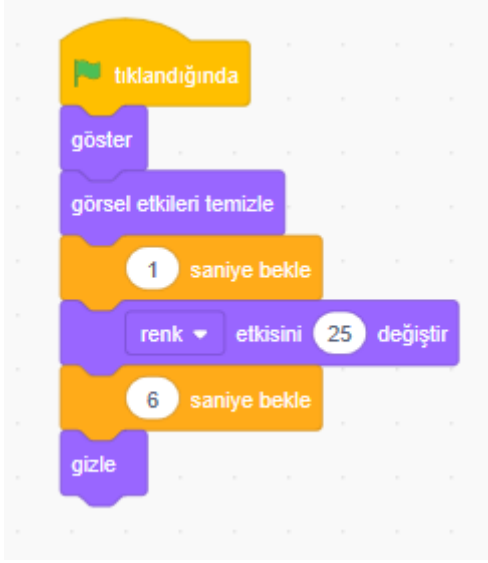 tıklandığında
göster
görsel etkileri temizle
1 saniye bekle
renk etkisini 25 değiştir
6 saniye bekle
gizle